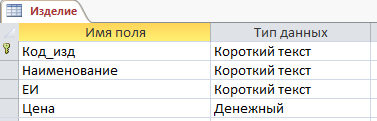 Изделие
Имя поля Тип данных
Код_изд Короткий текст
Наименование Короткий текст
ЕИ Короткий текст
Цена Денежный